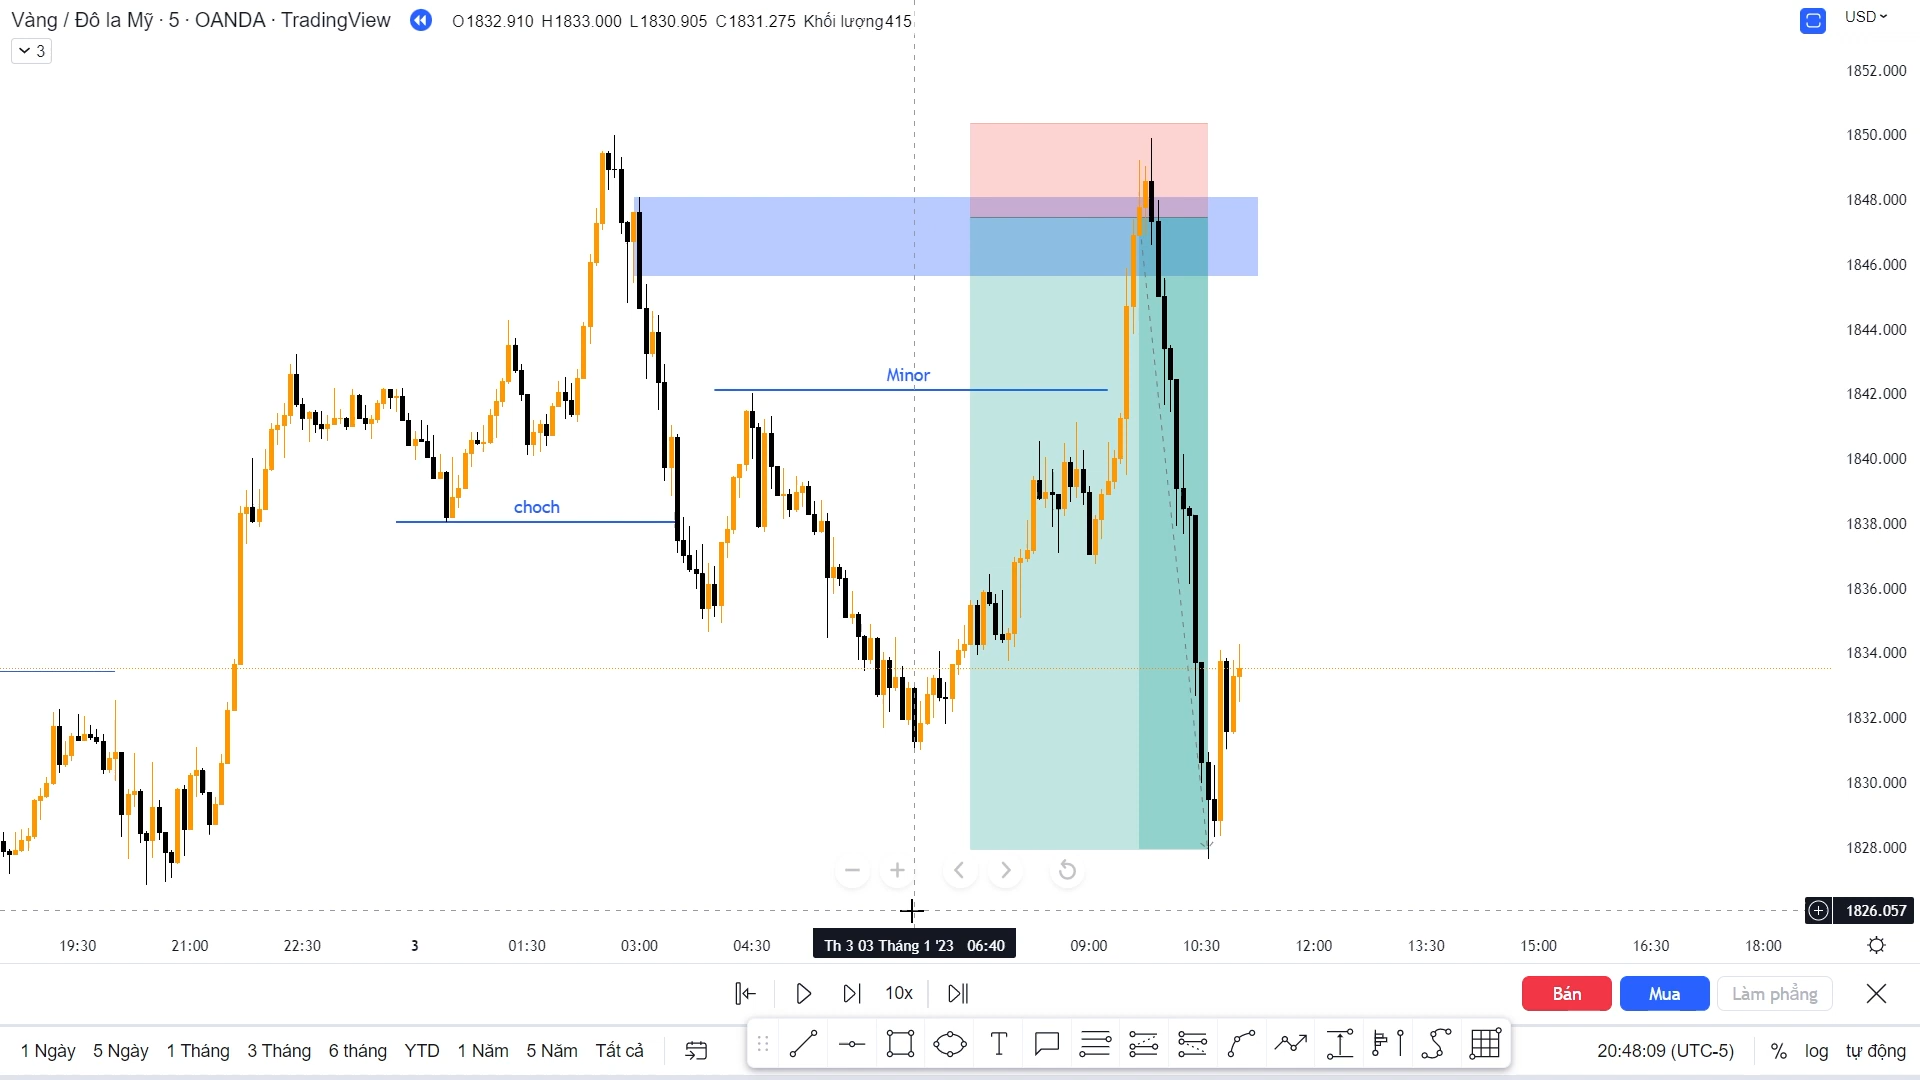 Vàng / Đô la Mỹ · 5 · OANDA · TradingView O1832.910 H1833.000 L1830.905 C1831.275 Khối lượng415
USD
3
1852.000
1850.000
1848.000
1846.000
1844.000
Minor
1842.000
1840.000
choch
1838.000
1836.000
1834.000
1832.000
1830.000
1828.000
1826.057
19:30 21:00 22:30 3 01:30 03:00 04:30 Th 3 03 Tháng 1 '23 06:40 09:00 10:30 12:00 13:30 15:00 16:30 18:00
10x Bán Mua Làm phẳng
1 Ngày 5 Ngày 1 Tháng 3 Tháng 6 tháng YTD 1 Năm 5 Năm Tất cả T 20:48:09 (UTC-5) % log tự động